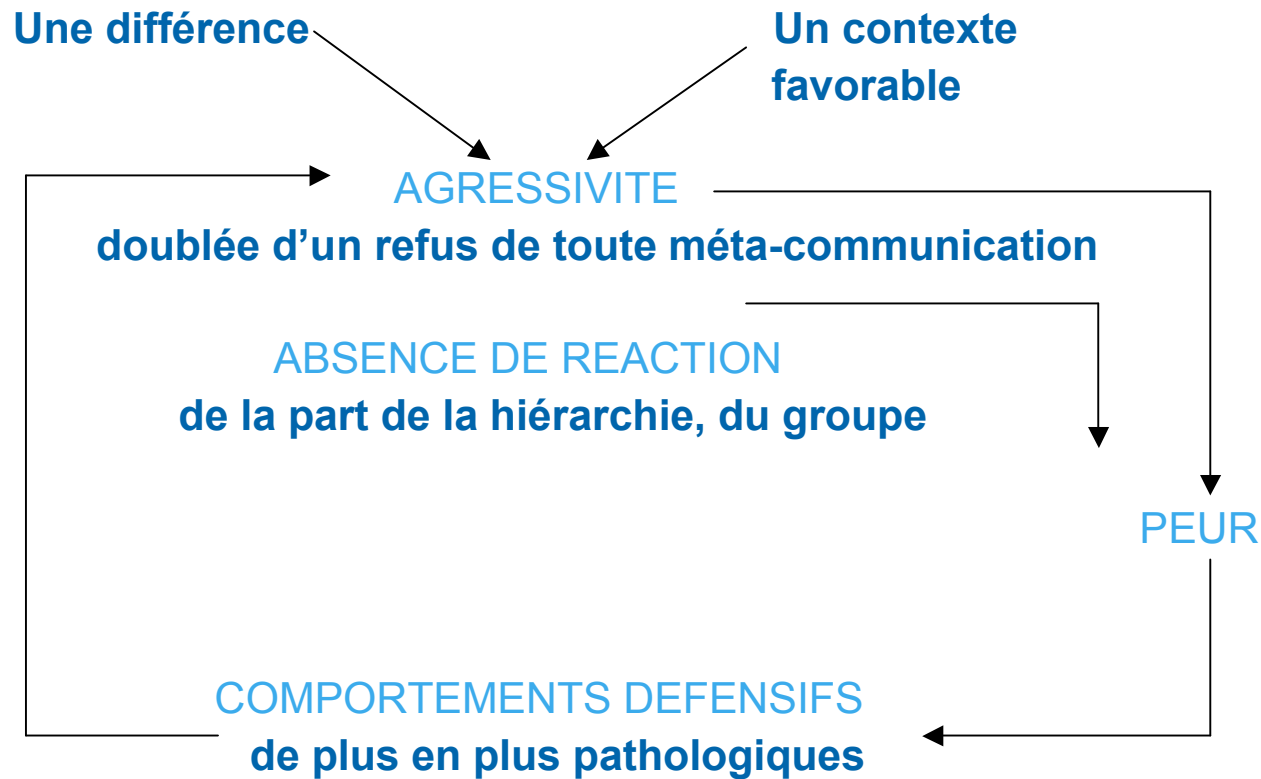 Une différence
Un contexte
favorable
AGRESSIVITE
doublée d’un refus de toute méta-communication
ABSENCE DE REACTION
de la part de la hiérarchie, du groupe
PEUR
COMPORTEMENTS DEFENSIFS
de plus en plus pathologiques